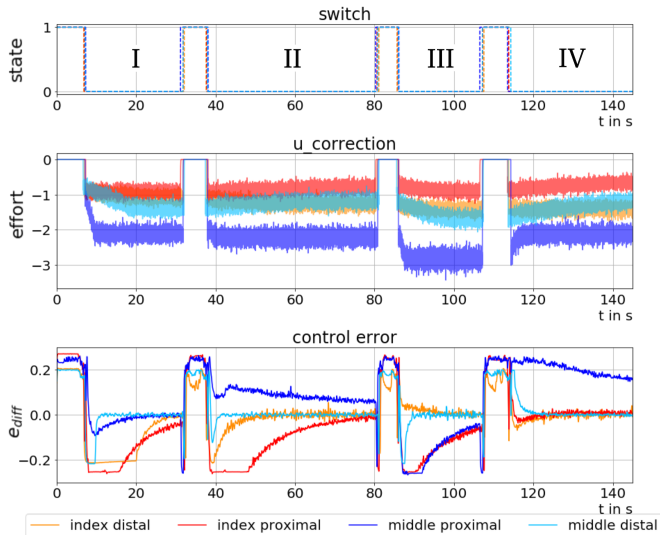 switch
state
1
0
I
II
III
IV
0 20 40 60 80 100 120 140
t in s
u_correction
effort
0
−1
−2
−3
0 20 40 60 80 100 120 140
t in s
control error
e_diff
0.2
0.0
−0.2
0 20 40 60 80 100 120 140
t in s
index distal index proximal middle proximal middle distal